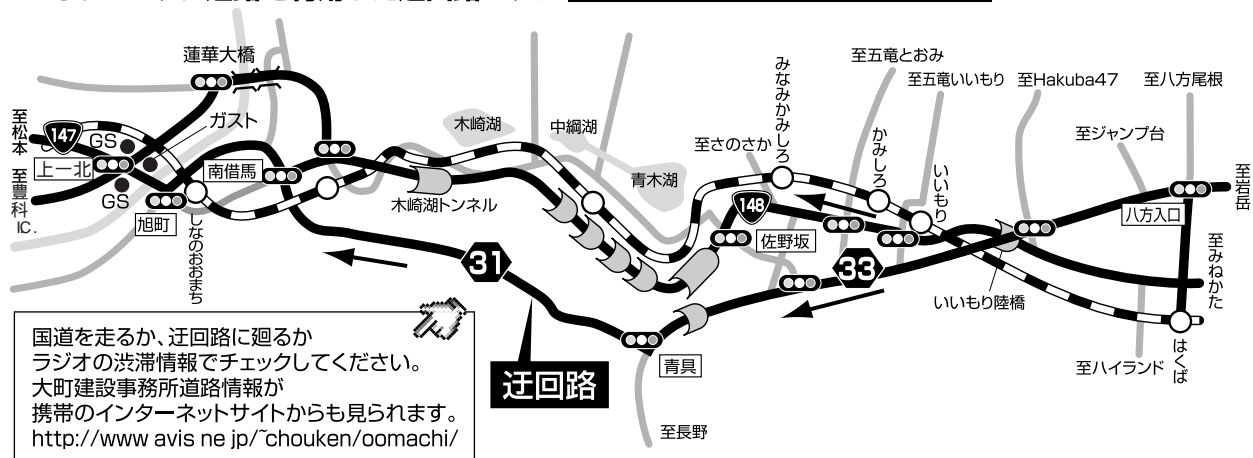 蓮華大橋
ガスト
至松本
147
GS
上一北
至豊科IC.
GS
旭町
南借馬
しなのおおまち
木崎湖
中綱湖
青木湖
木崎湖トンネル
至さのさか
みなみかみしろ
至五竜とおみ
至五竜いいもり
至Hakuba47
至八方尾根
至ジャンプ台
かみしろ
いいもり
148
佐野坂
八方入口
至岩岳
至みねかた
31
33
いいもり陸橋
至ハイランド
はくば
青具
迂回路
至長野
国道を走るか、迂回路に廻るか
ラジオの渋滞情報でチェックしてください。
大町建設事務所道路情報が
携帯のインターネットサイトからも見られます。
http://www avis ne jp/~chouken/oomachi/